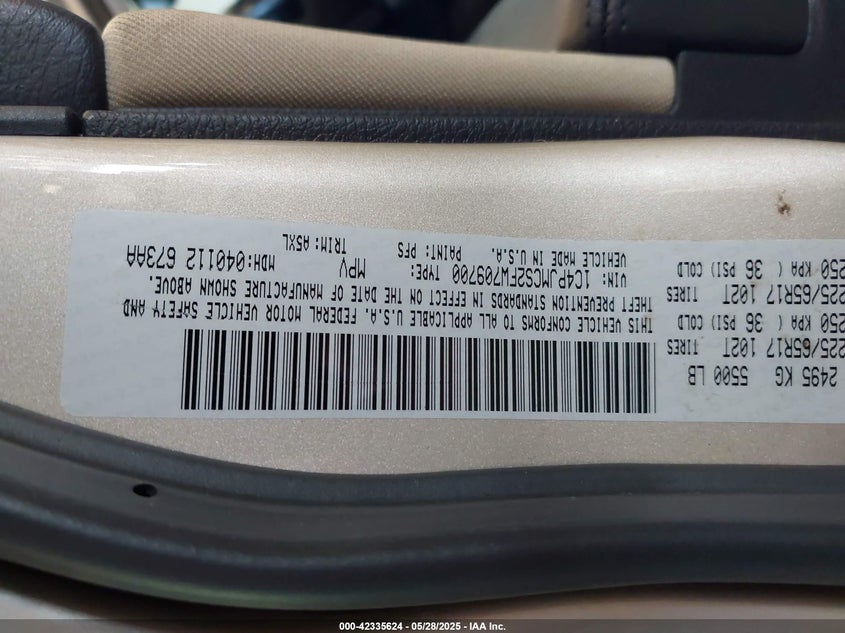 2495 KG 5500 LB
225/65R17 102T TIRES
250 KPA ( 36 PSI) COLD
225/65R17 102T TIRES
250 KPA ( 36 PSI) COLD
THIS VEHICLE CONFORMS TO ALL APPLICABLE U.S.A. FEDERAL MOTOR VEHICLE SAFETY AND
THEFT PREVENTION STANDARDS IN EFFECT ON THE DATE OF MANUFACTURE SHOWN ABOVE.
VIN: 1C4PJMCS2FW709700 TYPE: MPV MDH:040112 673AA
VEHICLE MADE IN U.S.A. PAINT: PFS TRIM: A5XL
000-42335624 - 05/28/2025 - IAA Inc.